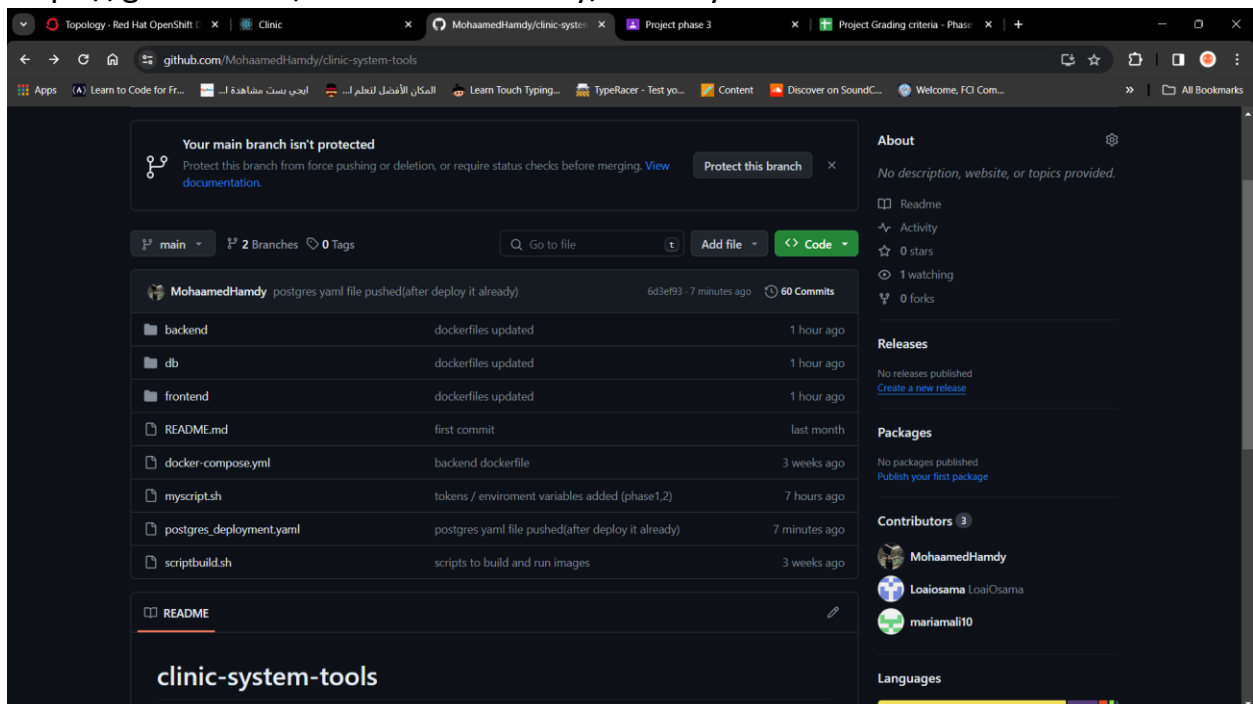 Topology · Red Hat OpenShift
Clinic
MohaamedHamdy/clinic-system
Project phase 3
Project Grading criteria - Phase
github.com/MohaamedHamdy/clinic-system-tools
Apps
Learn to Code for Fr...
ايجي بست مشاهدة ا...
المكان الأفضل لتعلم ا...
Learn Touch Typing...
TypeRacer - Test yo...
Content
Discover on SoundC...
Welcome, FCI Com...
»
All Bookmarks
Your main branch isn't protected
Protect this branch from force pushing or deletion, or require status checks before merging. View
documentation.
Protect this branch
main
2 Branches
0 Tags
Go to file
t
Add file
Code
MohaamedHamdy postgres yaml file pushed(after deploy it already) 6d3ef93 · 7 minutes ago 60 Commits
backend dockerfiles updated 1 hour ago
db dockerfiles updated 1 hour ago
frontend dockerfiles updated 1 hour ago
README.md first commit last month
docker-compose.yml backend dockerfile 3 weeks ago
myscript.sh tokens / enviroment variables added (phase1,2) 7 hours ago
postgres_deployment.yaml postgres yaml file pushed(after deploy it already) 7 minutes ago
scriptbuild.sh scripts to build and run images 3 weeks ago
README
clinic-system-tools
About
No description, website, or topics provided.
Readme
Activity
0 stars
1 watching
0 forks
Releases
No releases published
Create a new release
Packages
No packages published
Publish your first package
Contributors 3
MohaamedHamdy
Loaiosama LoaiOsama
mariamali10
Languages